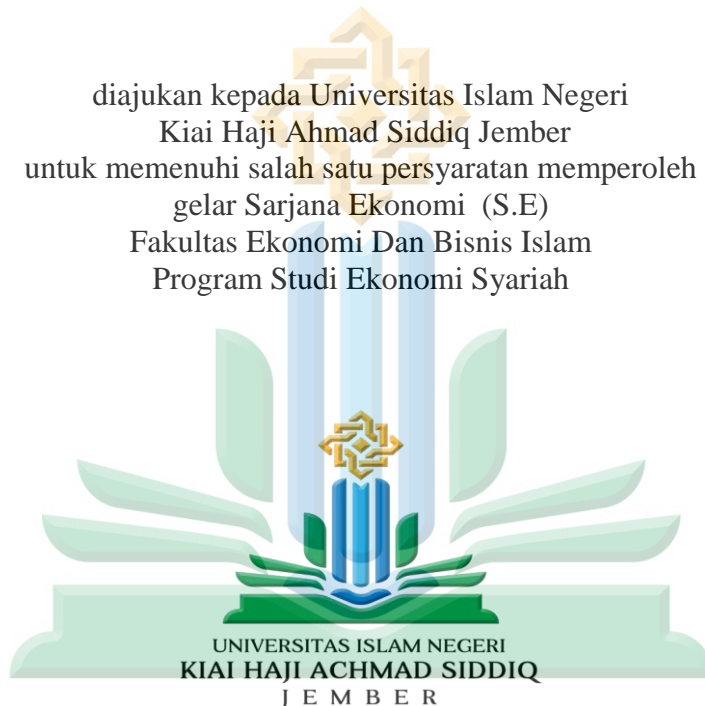 diajukan kepada Universitas Islam Negeri
Kiai Haji Ahmad Siddiq Jember
untuk memenuhi salah satu persyaratan memperoleh
gelar Sarjana Ekonomi (S.E)
Fakultas Ekonomi Dan Bisnis Islam
Program Studi Ekonomi Syariah
UNIVERSITAS ISLAM NEGERI
KIAI HAJI ACHMAD SIDDIQ
JEMBER